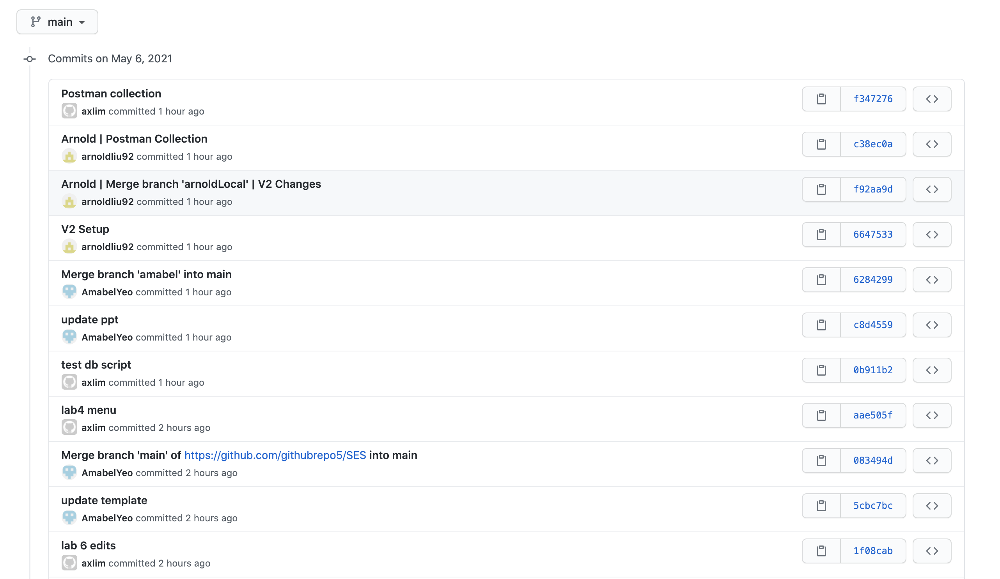 main
Commits on May 6, 2021
Postman collection
axlim committed 1 hour ago
f347276
Arnold | Postman Collection
arnoldliu92 committed 1 hour ago
c38ec0a
Arnold | Merge branch 'arnoldLocal' | V2 Changes
arnoldliu92 committed 1 hour ago
f92aa9d
V2 Setup
arnoldliu92 committed 1 hour ago
6647533
Merge branch 'amabel' into main
AmabelYeo committed 1 hour ago
6284299
update ppt
AmabelYeo committed 1 hour ago
c8d4559
test db script
axlim committed 1 hour ago
0b911b2
lab4 menu
axlim committed 2 hours ago
aae505f
Merge branch 'main' of https://github.com/githubrepo5/SES into main
AmabelYeo committed 2 hours ago
083494d
update template
AmabelYeo committed 2 hours ago
5cbc7bc
lab 6 edits
axlim committed 2 hours ago
1f08cab